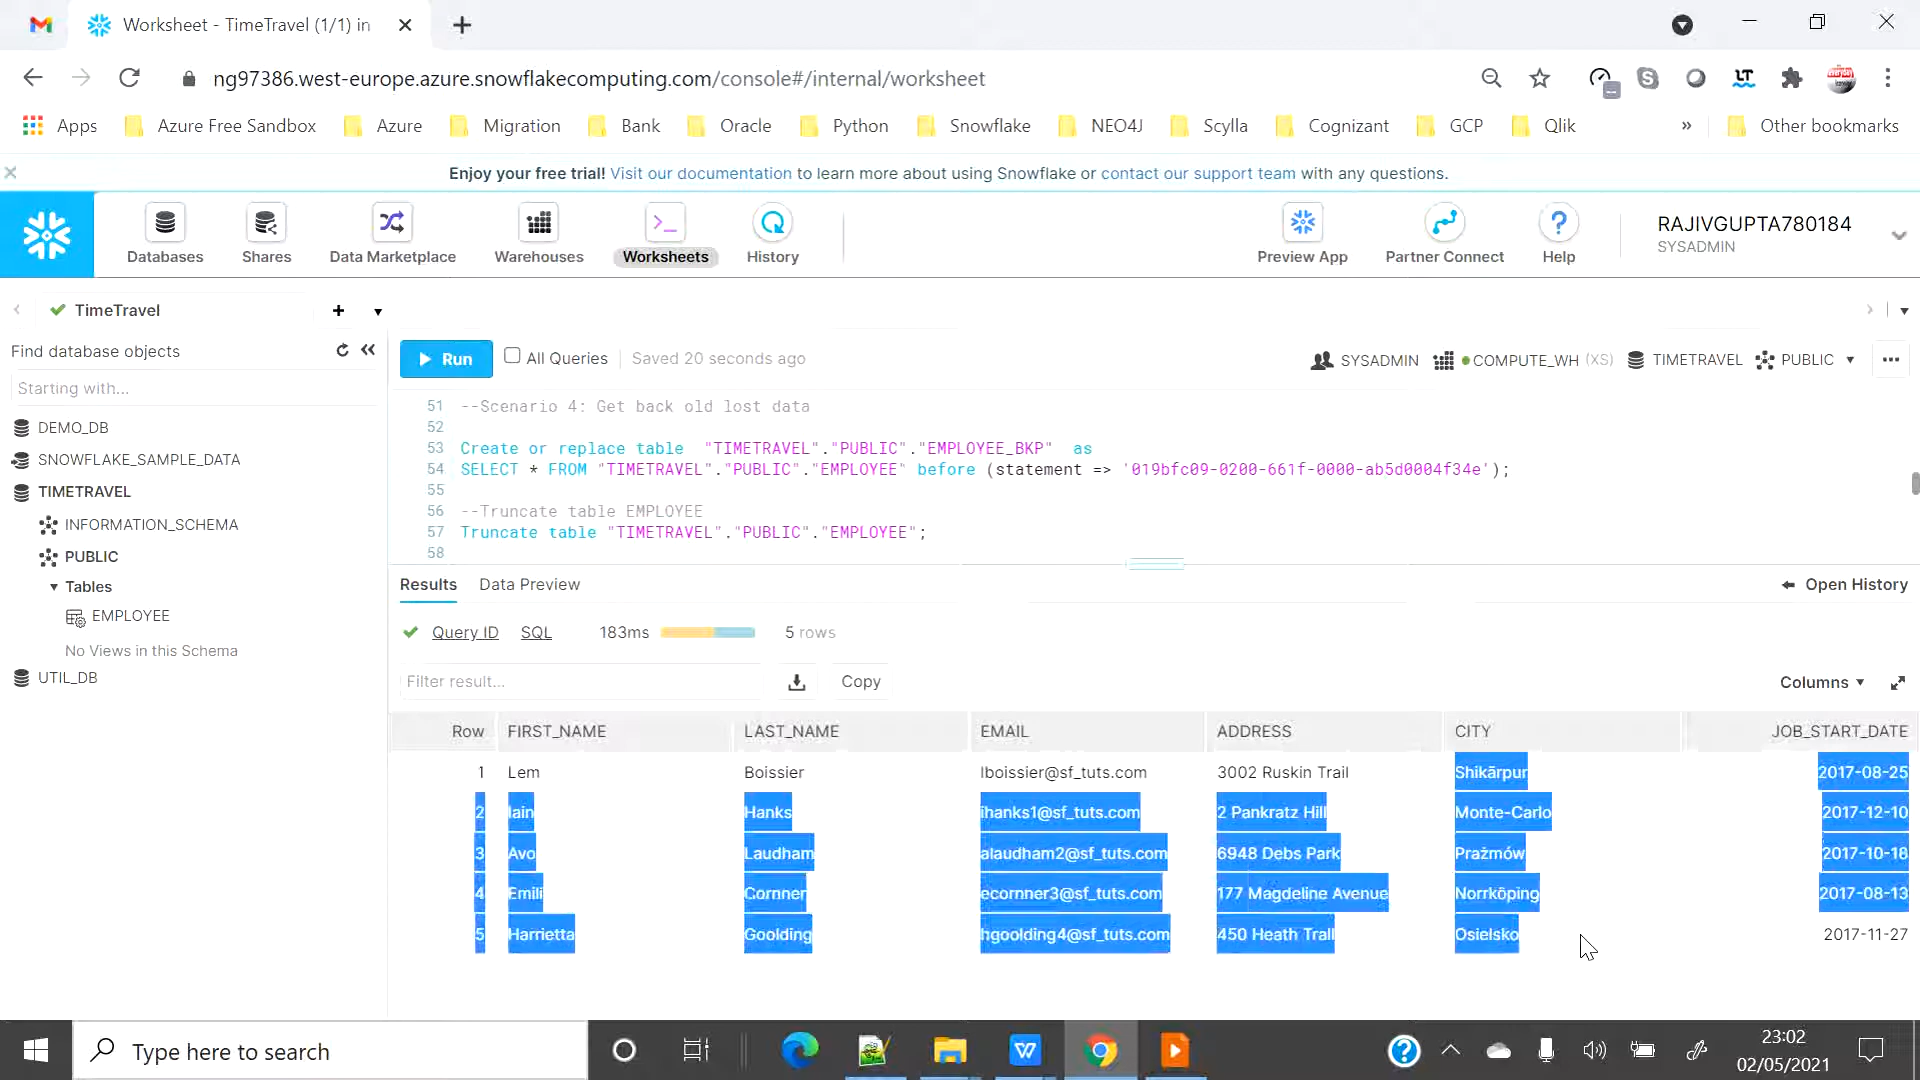 Worksheet - TimeTravel (1/1) in
ng97386.west-europe.azure.snowflakecomputing.com/console#/internal/worksheet
Apps Azure Free Sandbox Azure Migration Bank Oracle Python Snowflake NEO4J Scylla Cognizant GCP Qlik » Other bookmarks
Enjoy your free trial! Visit our documentation to learn more about using Snowflake or contact our support team with any questions.
Databases Shares Data Marketplace Warehouses Worksheets History Preview App Partner Connect Help
RAJIVGUPTA780184
SYSADMIN
TimeTravel
Find database objects
Starting with...
DEMO_DB
SNOWFLAKE_SAMPLE_DATA
TIMETRAVEL
INFORMATION_SCHEMA
PUBLIC
Tables
EMPLOYEE
No Views in this Schema
UTIL_DB
Run All Queries Saved 20 seconds ago SYSADMIN COMPUTE_WH (XS) TIMETRAVEL PUBLIC
51 --Scenario 4: Get back old lost data
52
53 Create or replace table "TIMETRAVEL"."PUBLIC"."EMPLOYEE_BKP" as
54 SELECT * FROM "TIMETRAVEL"."PUBLIC"."EMPLOYEE" before (statement => '019bfc09-0200-661f-0000-ab5d0004f34e');
55
56 --Truncate table EMPLOYEE
57 Truncate table "TIMETRAVEL"."PUBLIC"."EMPLOYEE";
58
Results Data Preview Open History
Query ID SQL 183ms 5 rows
Filter result... Copy Columns
Row FIRST_NAME LAST_NAME EMAIL ADDRESS CITY JOB_START_DATE
1 Lem Boissier lboissier@sf_tuts.com 3002 Ruskin Trail Shikārpur 2017-08-25
2 Iain Hanks ihanks1@sf_tuts.com 2 Pankratz Hill Monte-Carlo 2017-12-10
3 Avo Laudham alaudham2@sf_tuts.com 6948 Debs Park Prażmów 2017-10-18
4 Emili Cornner ecornner3@sf_tuts.com 177 Magdeline Avenue Norrköping 2017-08-13
5 Harrietta Goolding hgoolding4@sf_tuts.com 450 Heath Trail Osielsko 2017-11-27
Type here to search
23:02
02/05/2021